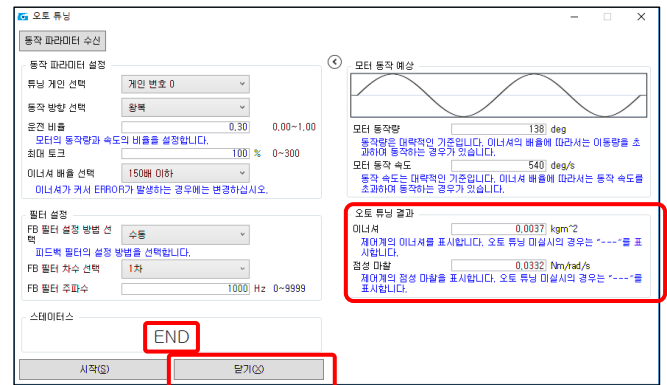 오토 튜닝
동작 파라미터 수신
동작 파라미터 설정
튜닝 게인 선택 게인 번호 0
동작 방향 선택 왕복
운전 비율 0,30 0,00~1,00
모터의 동작량과 속도의 비율을 설정합니다.
최대 토크 100 % 0~300
이너셔 배율 선택 150배 이하
이너셔가 커서 ERROR가 발생하는 경우에는 변경하십시오.
필터 설정
FB 필터 설정 방법 선
택 수동
피드백 필터의 설정 방법을 선택합니다.
FB 필터 차수 선택 1차
FB 필터 주파수 1000 Hz 0~9999
스테이터스
END
시작(S) 닫기(X)
모터 동작 예상
모터 동작량 138 deg
동작량은 대략적인 기준입니다. 이너셔의 배율에 따라서는 이동량을 초
과하여 동작하는 경우가 있습니다.
모터 동작 속도 540 deg/s
동작 속도는 대략적인 기준입니다. 이너셔 배율에 따라서는 동작 속도를
초과하여 동작하는 경우가 있습니다.
오토 튜닝 결과
이너셔 0,0037 kgm^2
제어계의 이너셔를 표시합니다. 오토 튜닝 미실시의 경우는 "---"를 표
시합니다.
점성 마찰 0,0332 Nm/rad/s
제어계의 점성 마찰을 표시합니다. 오토 튜닝 미실시의 경우는 "---"를
표시합니다.